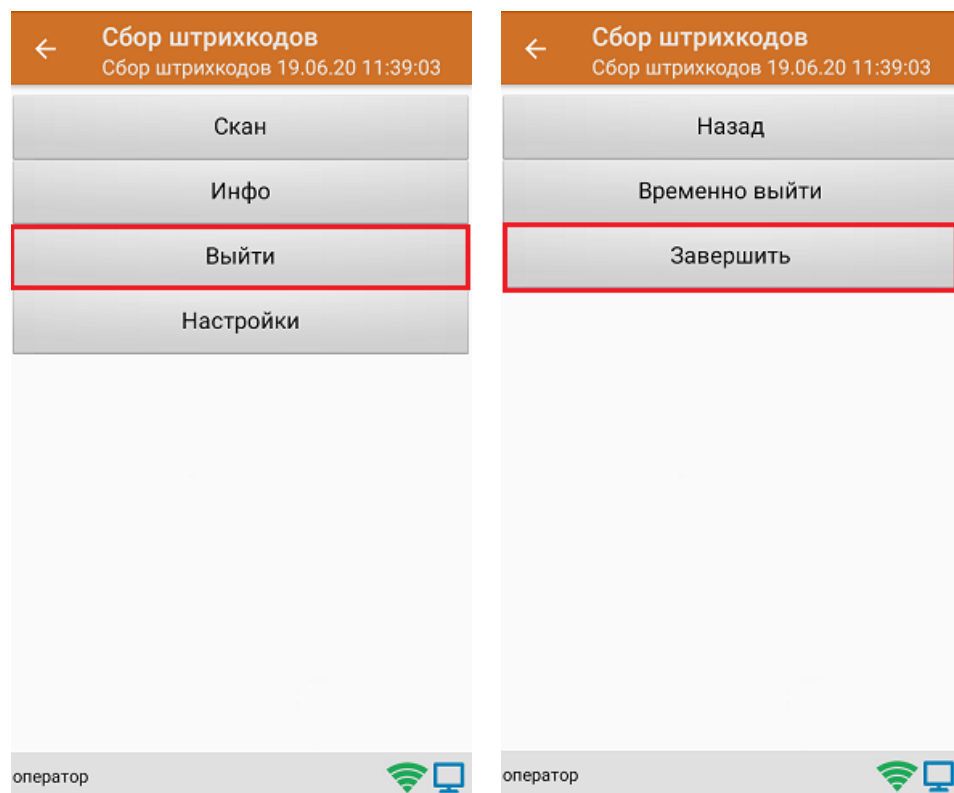 Сбор штрихкодов
Сбор штрихкодов 19.06.20 11:39:03
Скан
Инфо
Выйти
Настройки
оператор
Сбор штрихкодов
Сбор штрихкодов 19.06.20 11:39:03
Назад
Временно выйти
Завершить
оператор